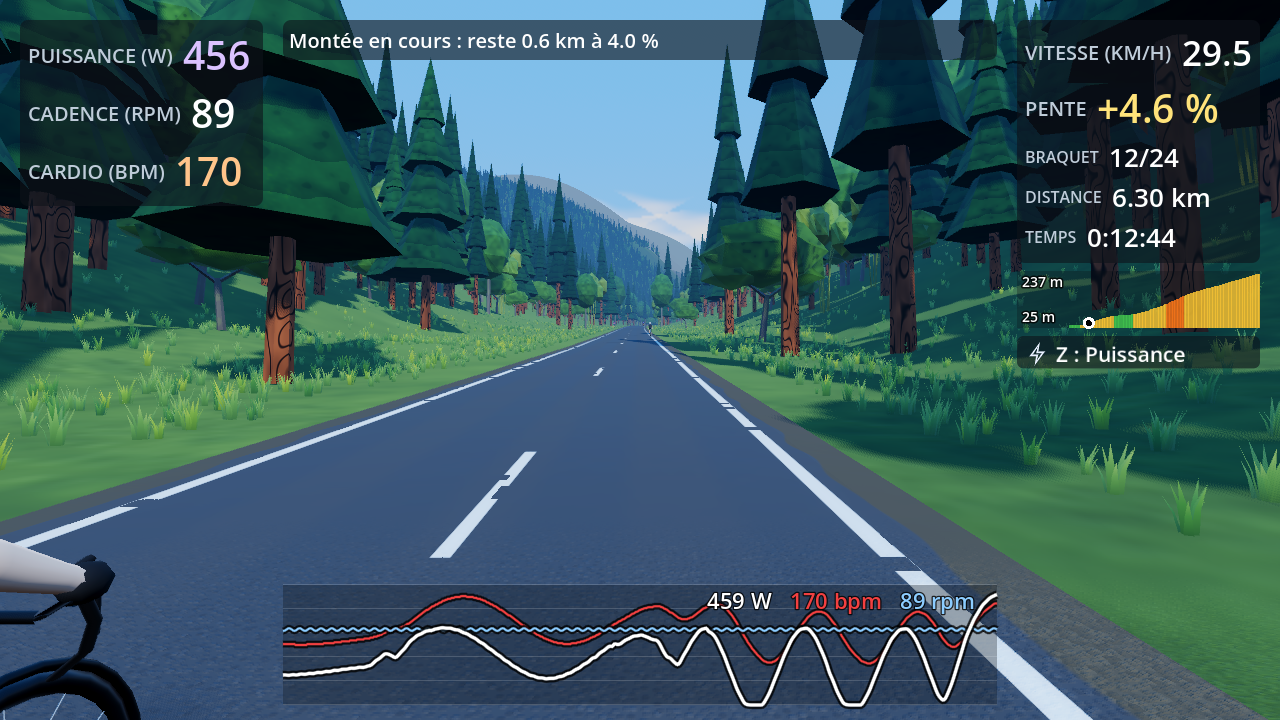 PUISSANCE (W) 456
CADENCE (RPM) 89
CARDIO (BPM) 170
Montée en cours : reste 0.6 km à 4.0 %
VITESSE (KM/H) 29.5
PENTE +4.6 %
BRAQUET 12/24
DISTANCE 6.30 km
TEMPS 0:12:44
237 m
25 m
Z : Puissance
459 W 170 bpm 89 rpm